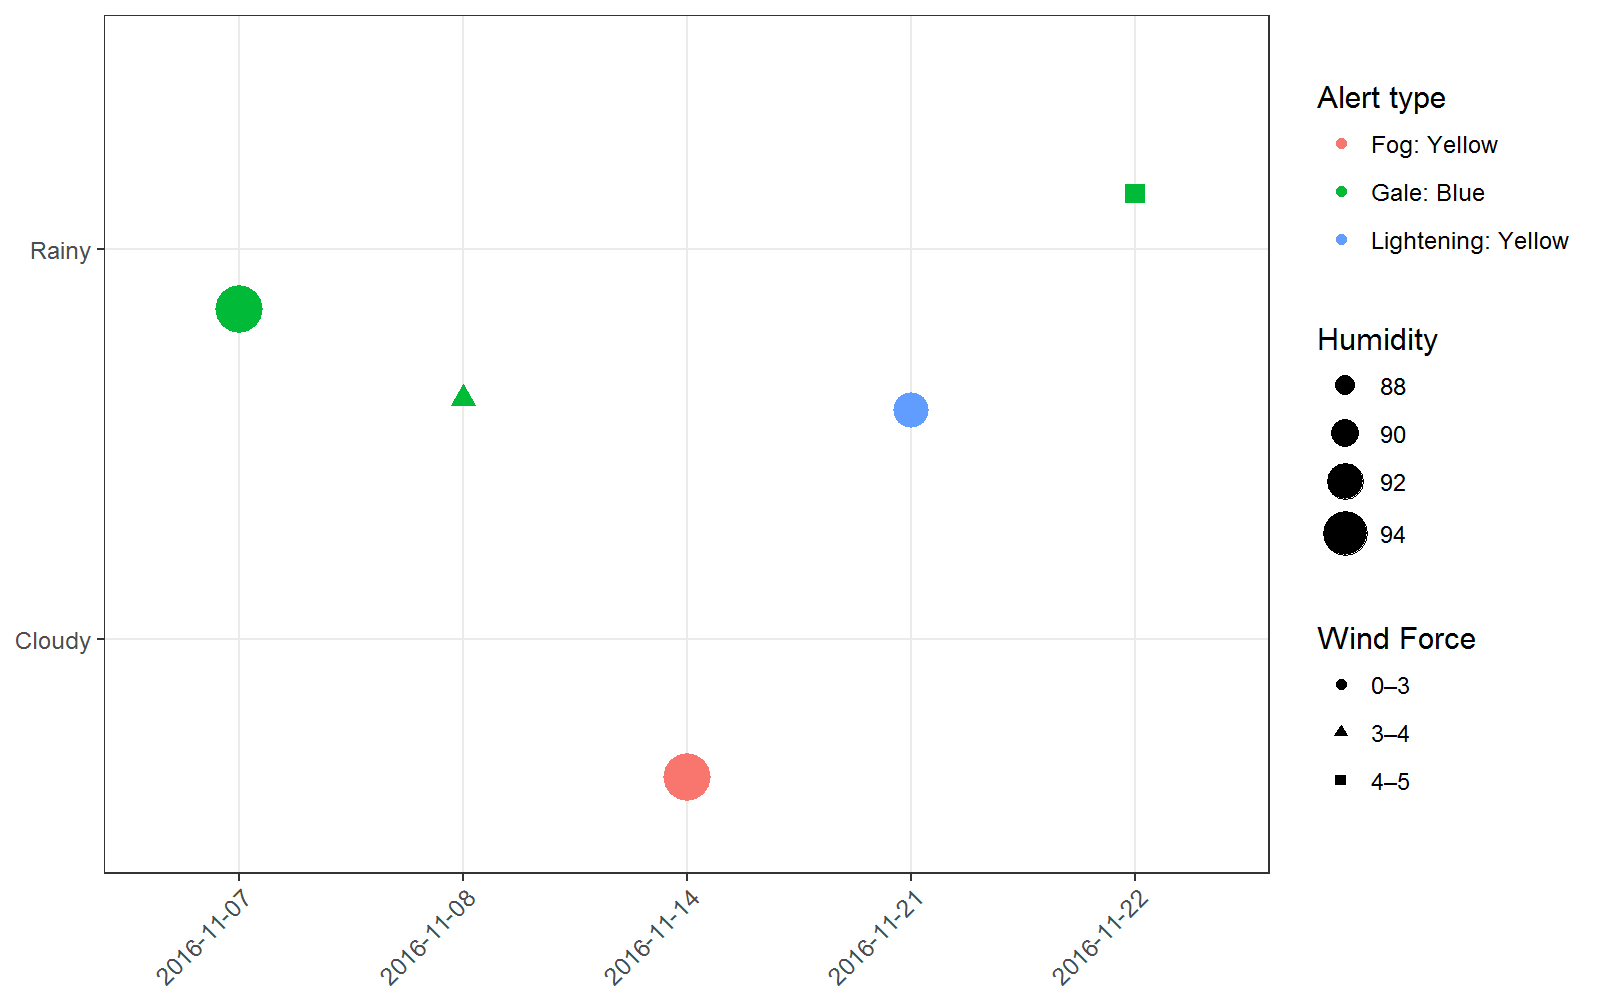 Rainy
Cloudy
2016-11-07
2016-11-08
2016-11-14
2016-11-21
2016-11-22
Alert type
Fog: Yellow
Gale: Blue
Lightening: Yellow
Humidity
88
90
92
94
Wind Force
0–3
3–4
4–5